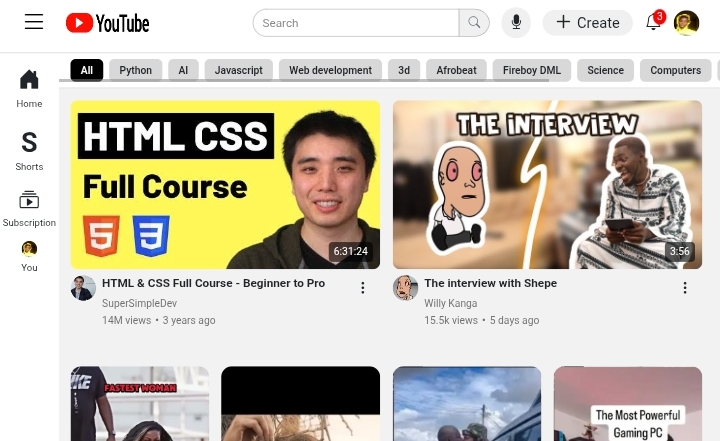 YouTube
Search
Create
3
All
Python
AI
Javascript
Web development
3d
Afrobeat
Fireboy DML
Science
Computers
Home
S
Shorts
Subscription
You
HTML CSS
Full Course
5
3
6:31:24
THE INTERVIEW
3:56
HTML & CSS Full Course - Beginner to Pro
SuperSimpleDev
14M views • 3 years ago
The interview with Shepe
Willy Kanga
15.5k views • 5 days ago
FASTEST WOMAN
The Most Powerful
Gaming PC